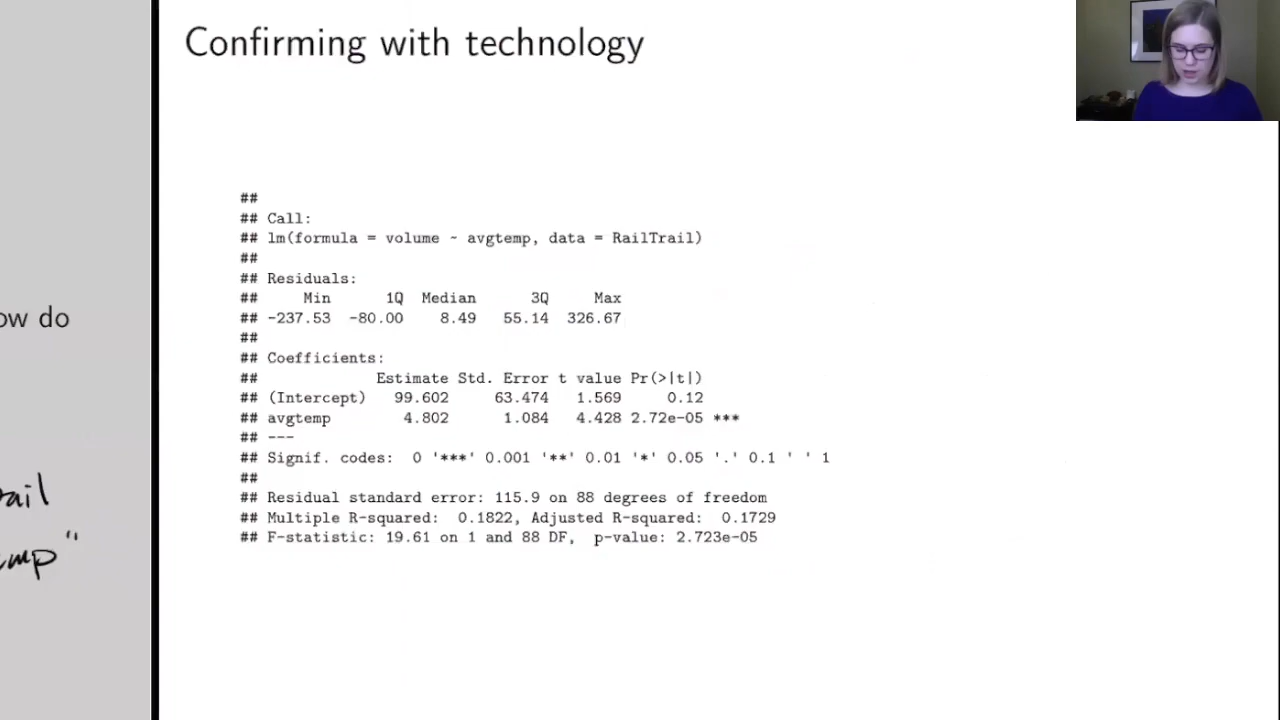 Confirming with technology
##
## Call:
## lm(formula = volume ~ avgtemp, data = RailTrail)
##
## Residuals:
##     Min      1Q  Median      3Q     Max
## -237.53  -80.00    8.49   55.14  326.67
##
## Coefficients:
##             Estimate Std. Error t value Pr(>|t|)
## (Intercept)   99.602     63.474   1.569     0.12
## avgtemp        4.802      1.084   4.428 2.72e-05 ***
## ---
## Signif. codes:  0 '***' 0.001 '**' 0.01 '*' 0.05 '.' 0.1 ' ' 1
##
## Residual standard error: 115.9 on 88 degrees of freedom
## Multiple R-squared:  0.1822, Adjusted R-squared:  0.1729
## F-statistic: 19.61 on 1 and 88 DF,  p-value: 2.723e-05
ow do
ail
mp"